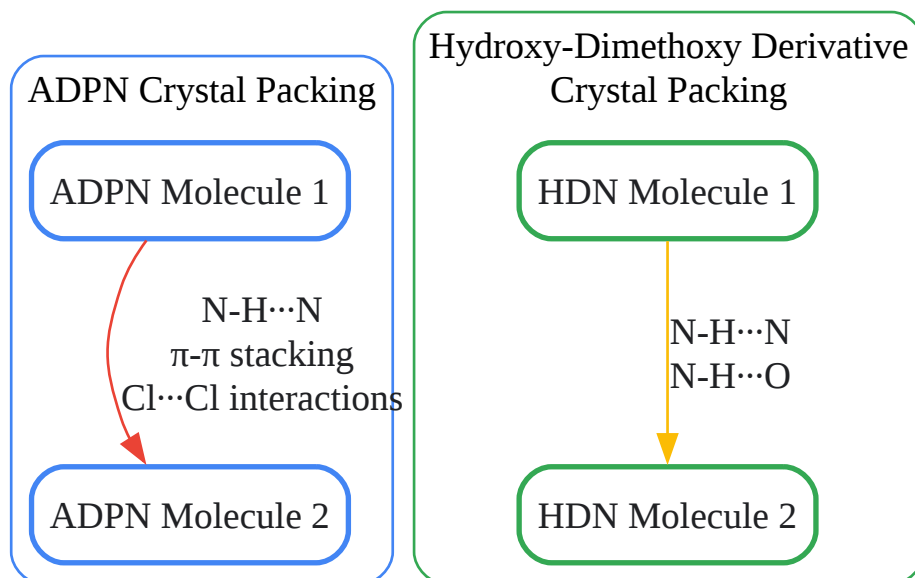 ADPN Crystal Packing
ADPN Molecule 1
N-H···N
π-π stacking
Cl···Cl interactions
ADPN Molecule 2
Hydroxy-Dimethoxy Derivative
Crystal Packing
HDN Molecule 1
N-H···N
N-H···O
HDN Molecule 2